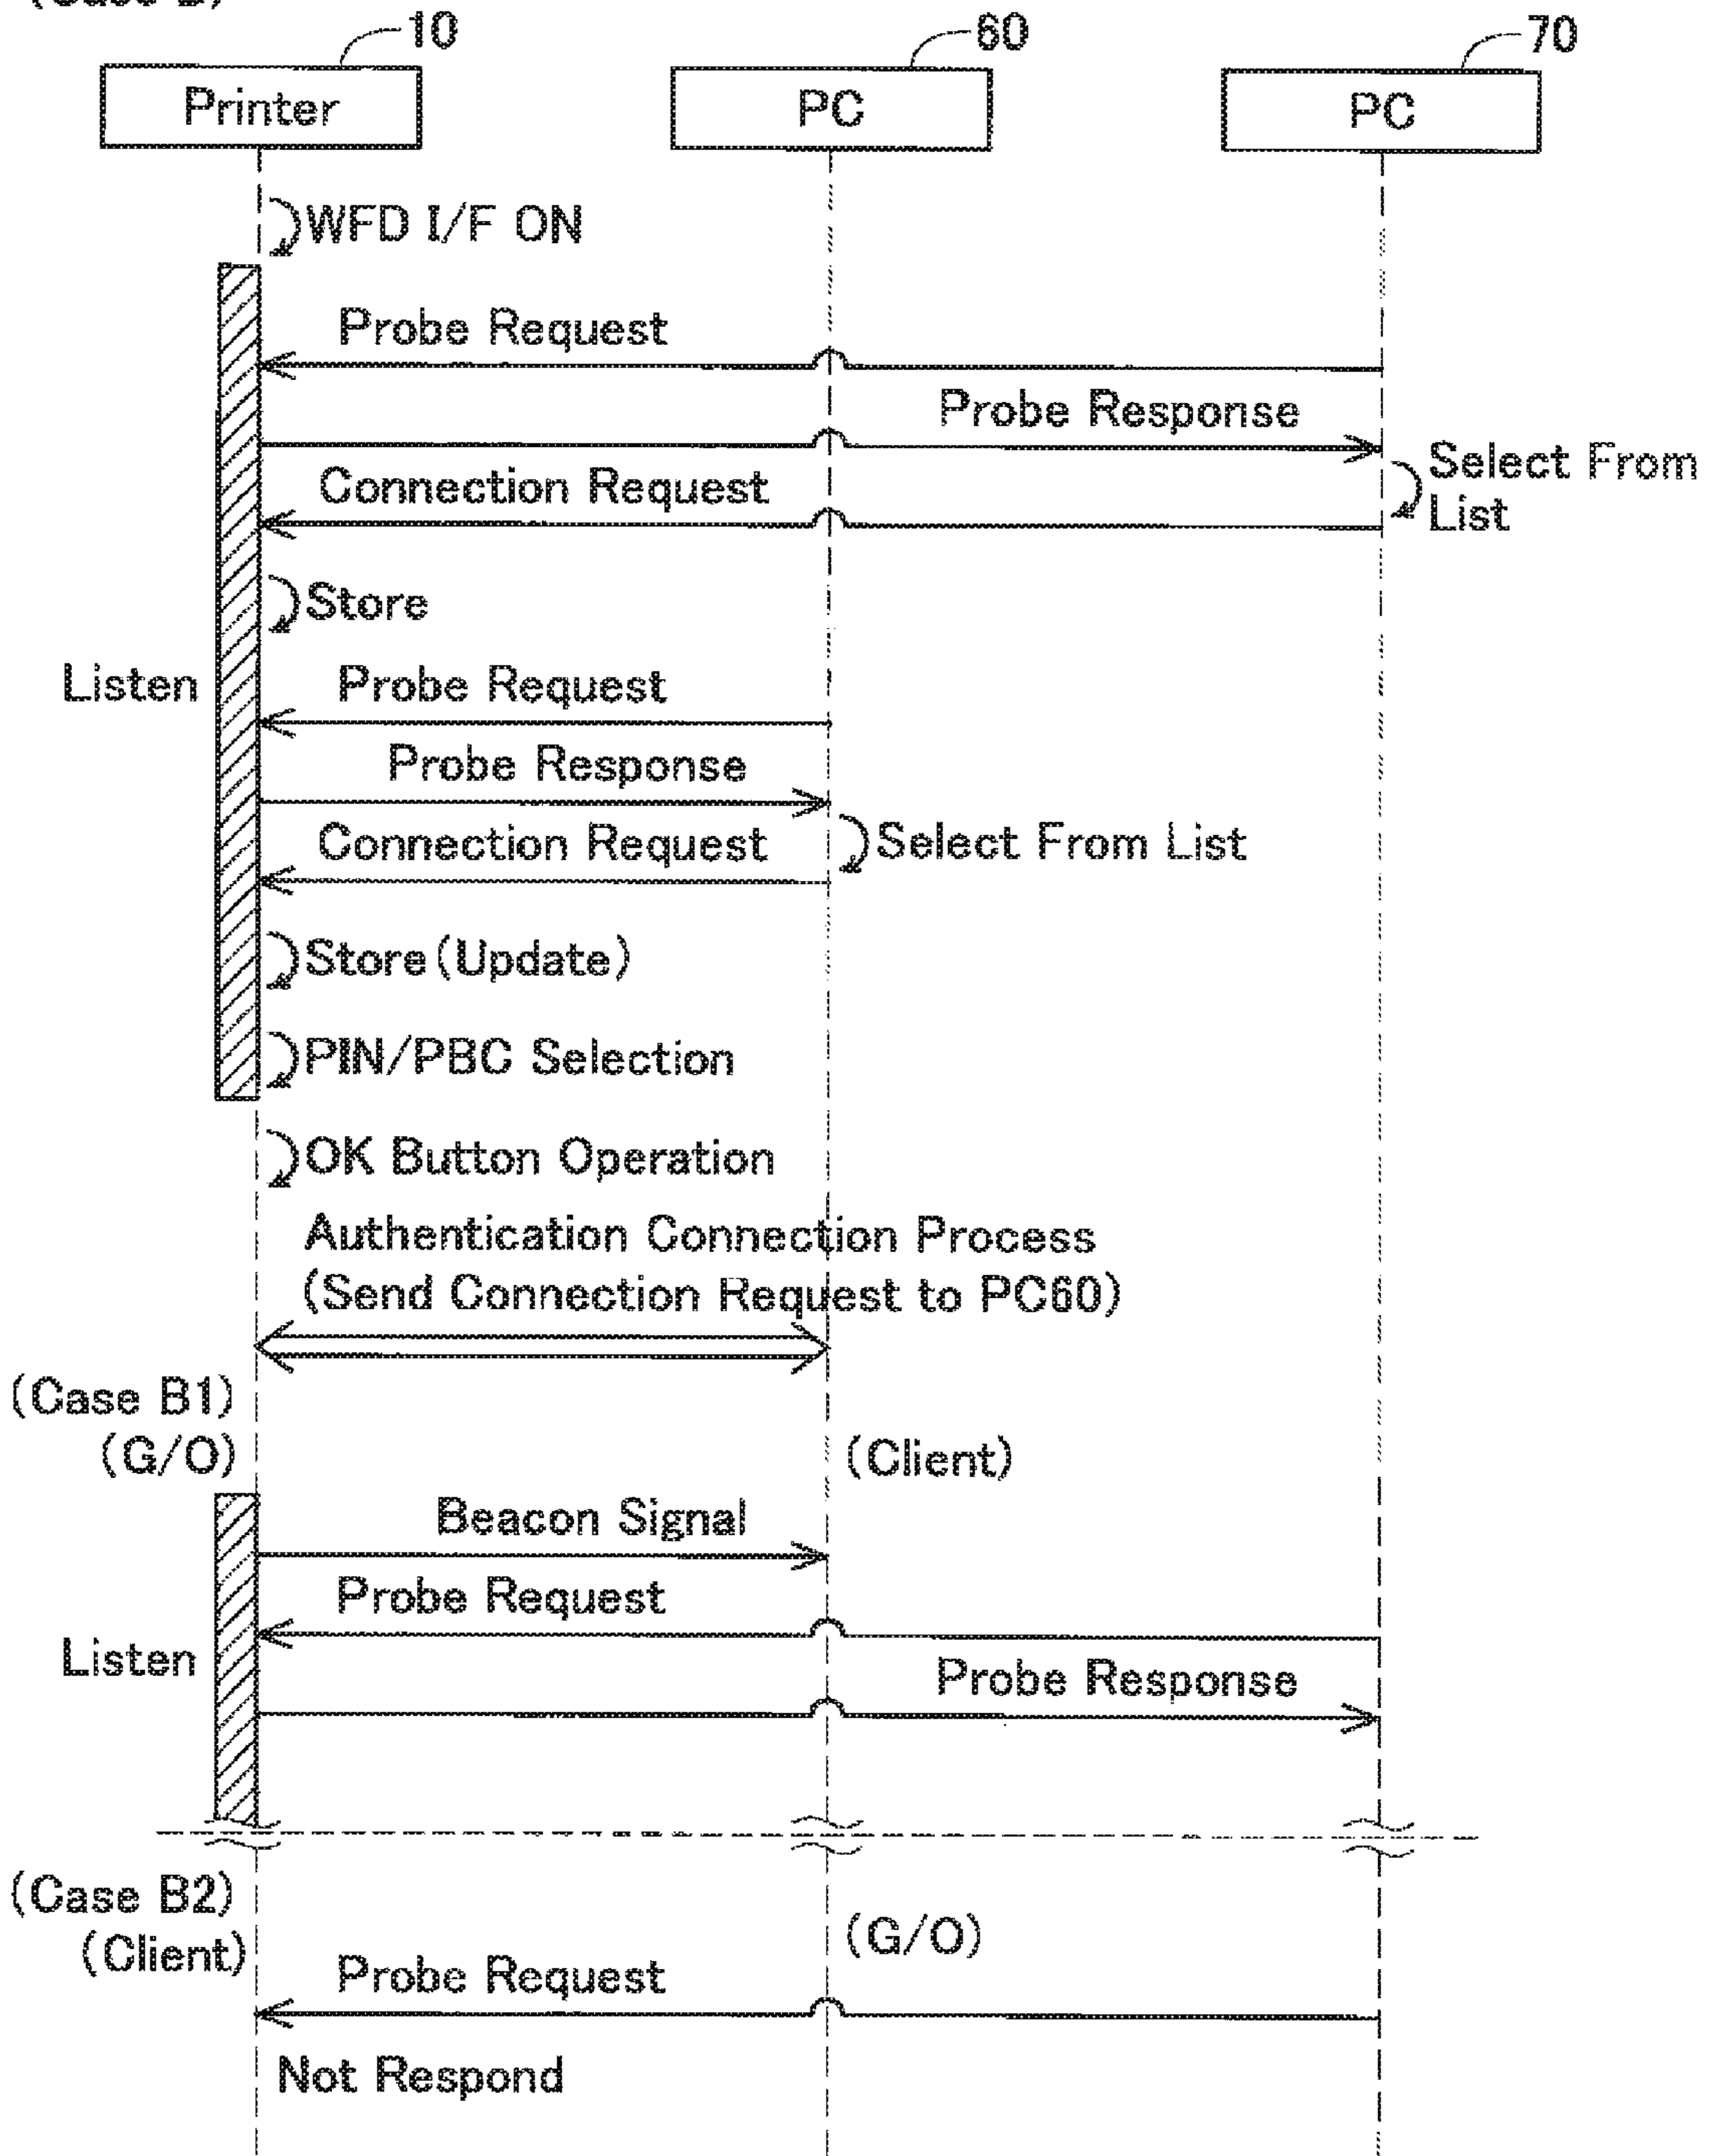 10
60
70
Printer
PC
PC
WFD I/F ON
Probe Request
Probe Response
Select From
List
Connection Request
Store
Listen
Probe Request
Probe Response
Connection Request
Select From List
Store(Update)
PIN/PBC Selection
OK Button Operation
Authentication Connection Process
(Send Connection Request to PC60)
(Case B1)
(G/O)
(Client)
Beacon Signal
Probe Request
Listen
Probe Response
(Case B2)
(Client)
(G/O)
Probe Request
Not Respond